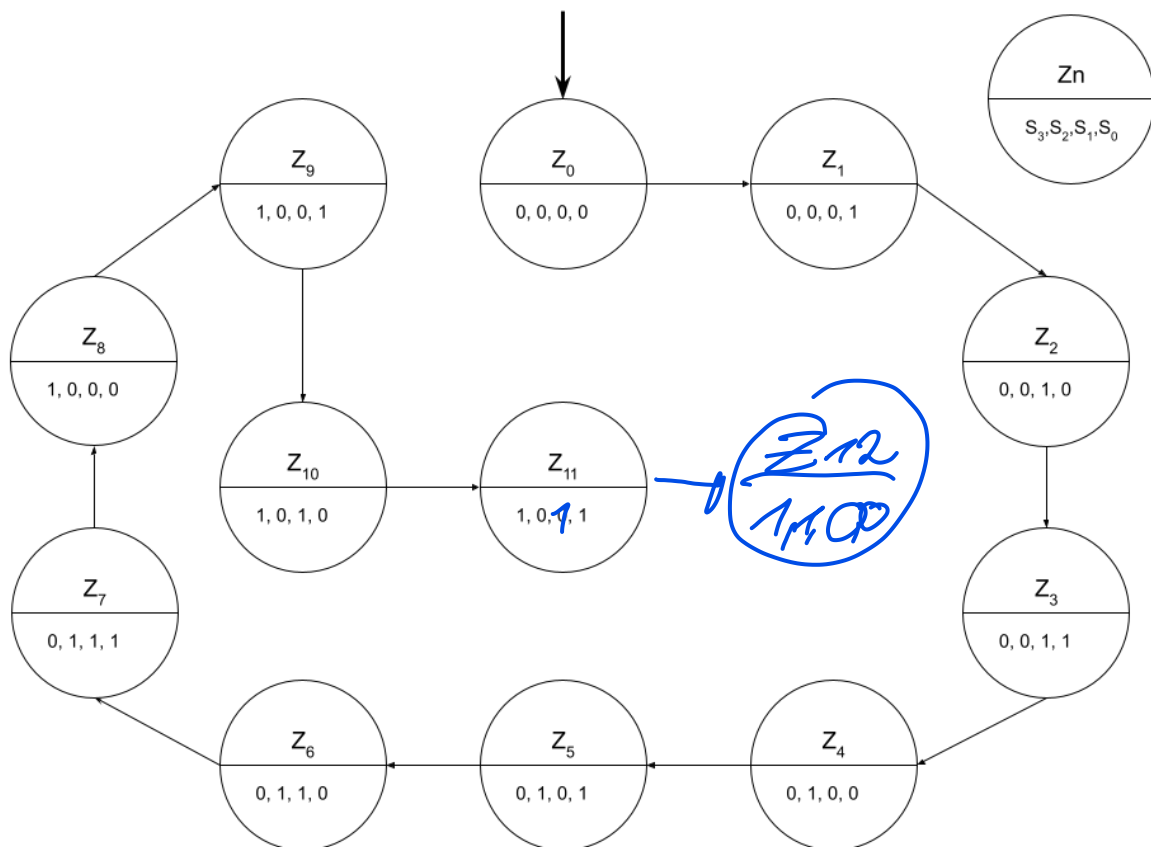 Zn
S₃,S₂,S₁,S₀
Z₉
1, 0, 0, 1
Z₀
0, 0, 0, 0
Z₁
0, 0, 0, 1
Z₈
1, 0, 0, 0
Z₂
0, 0, 1, 0
Z₁₀
1, 0, 1, 0
Z₁₁
1, 0, 1, 1
Z12
1,1,00
Z₇
0, 1, 1, 1
Z₃
0, 0, 1, 1
Z₆
0, 1, 1, 0
Z₅
0, 1, 0, 1
Z₄
0, 1, 0, 0